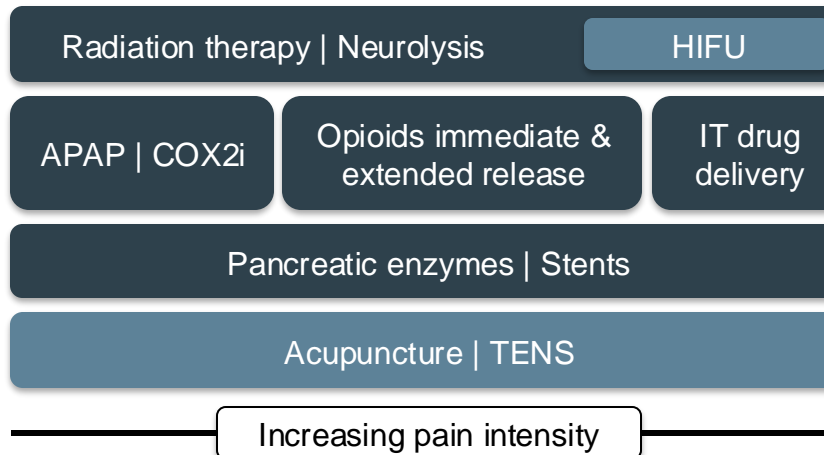 Radiation therapy | Neurolysis
HIFU
APAP | COX2i
Opioids immediate &
extended release
IT drug
delivery
Pancreatic enzymes | Stents
Acupuncture | TENS
Increasing pain intensity